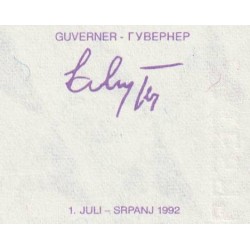 GUVERNER - ГУВЕРНЕР
1. JULI – SRPANJ 1992